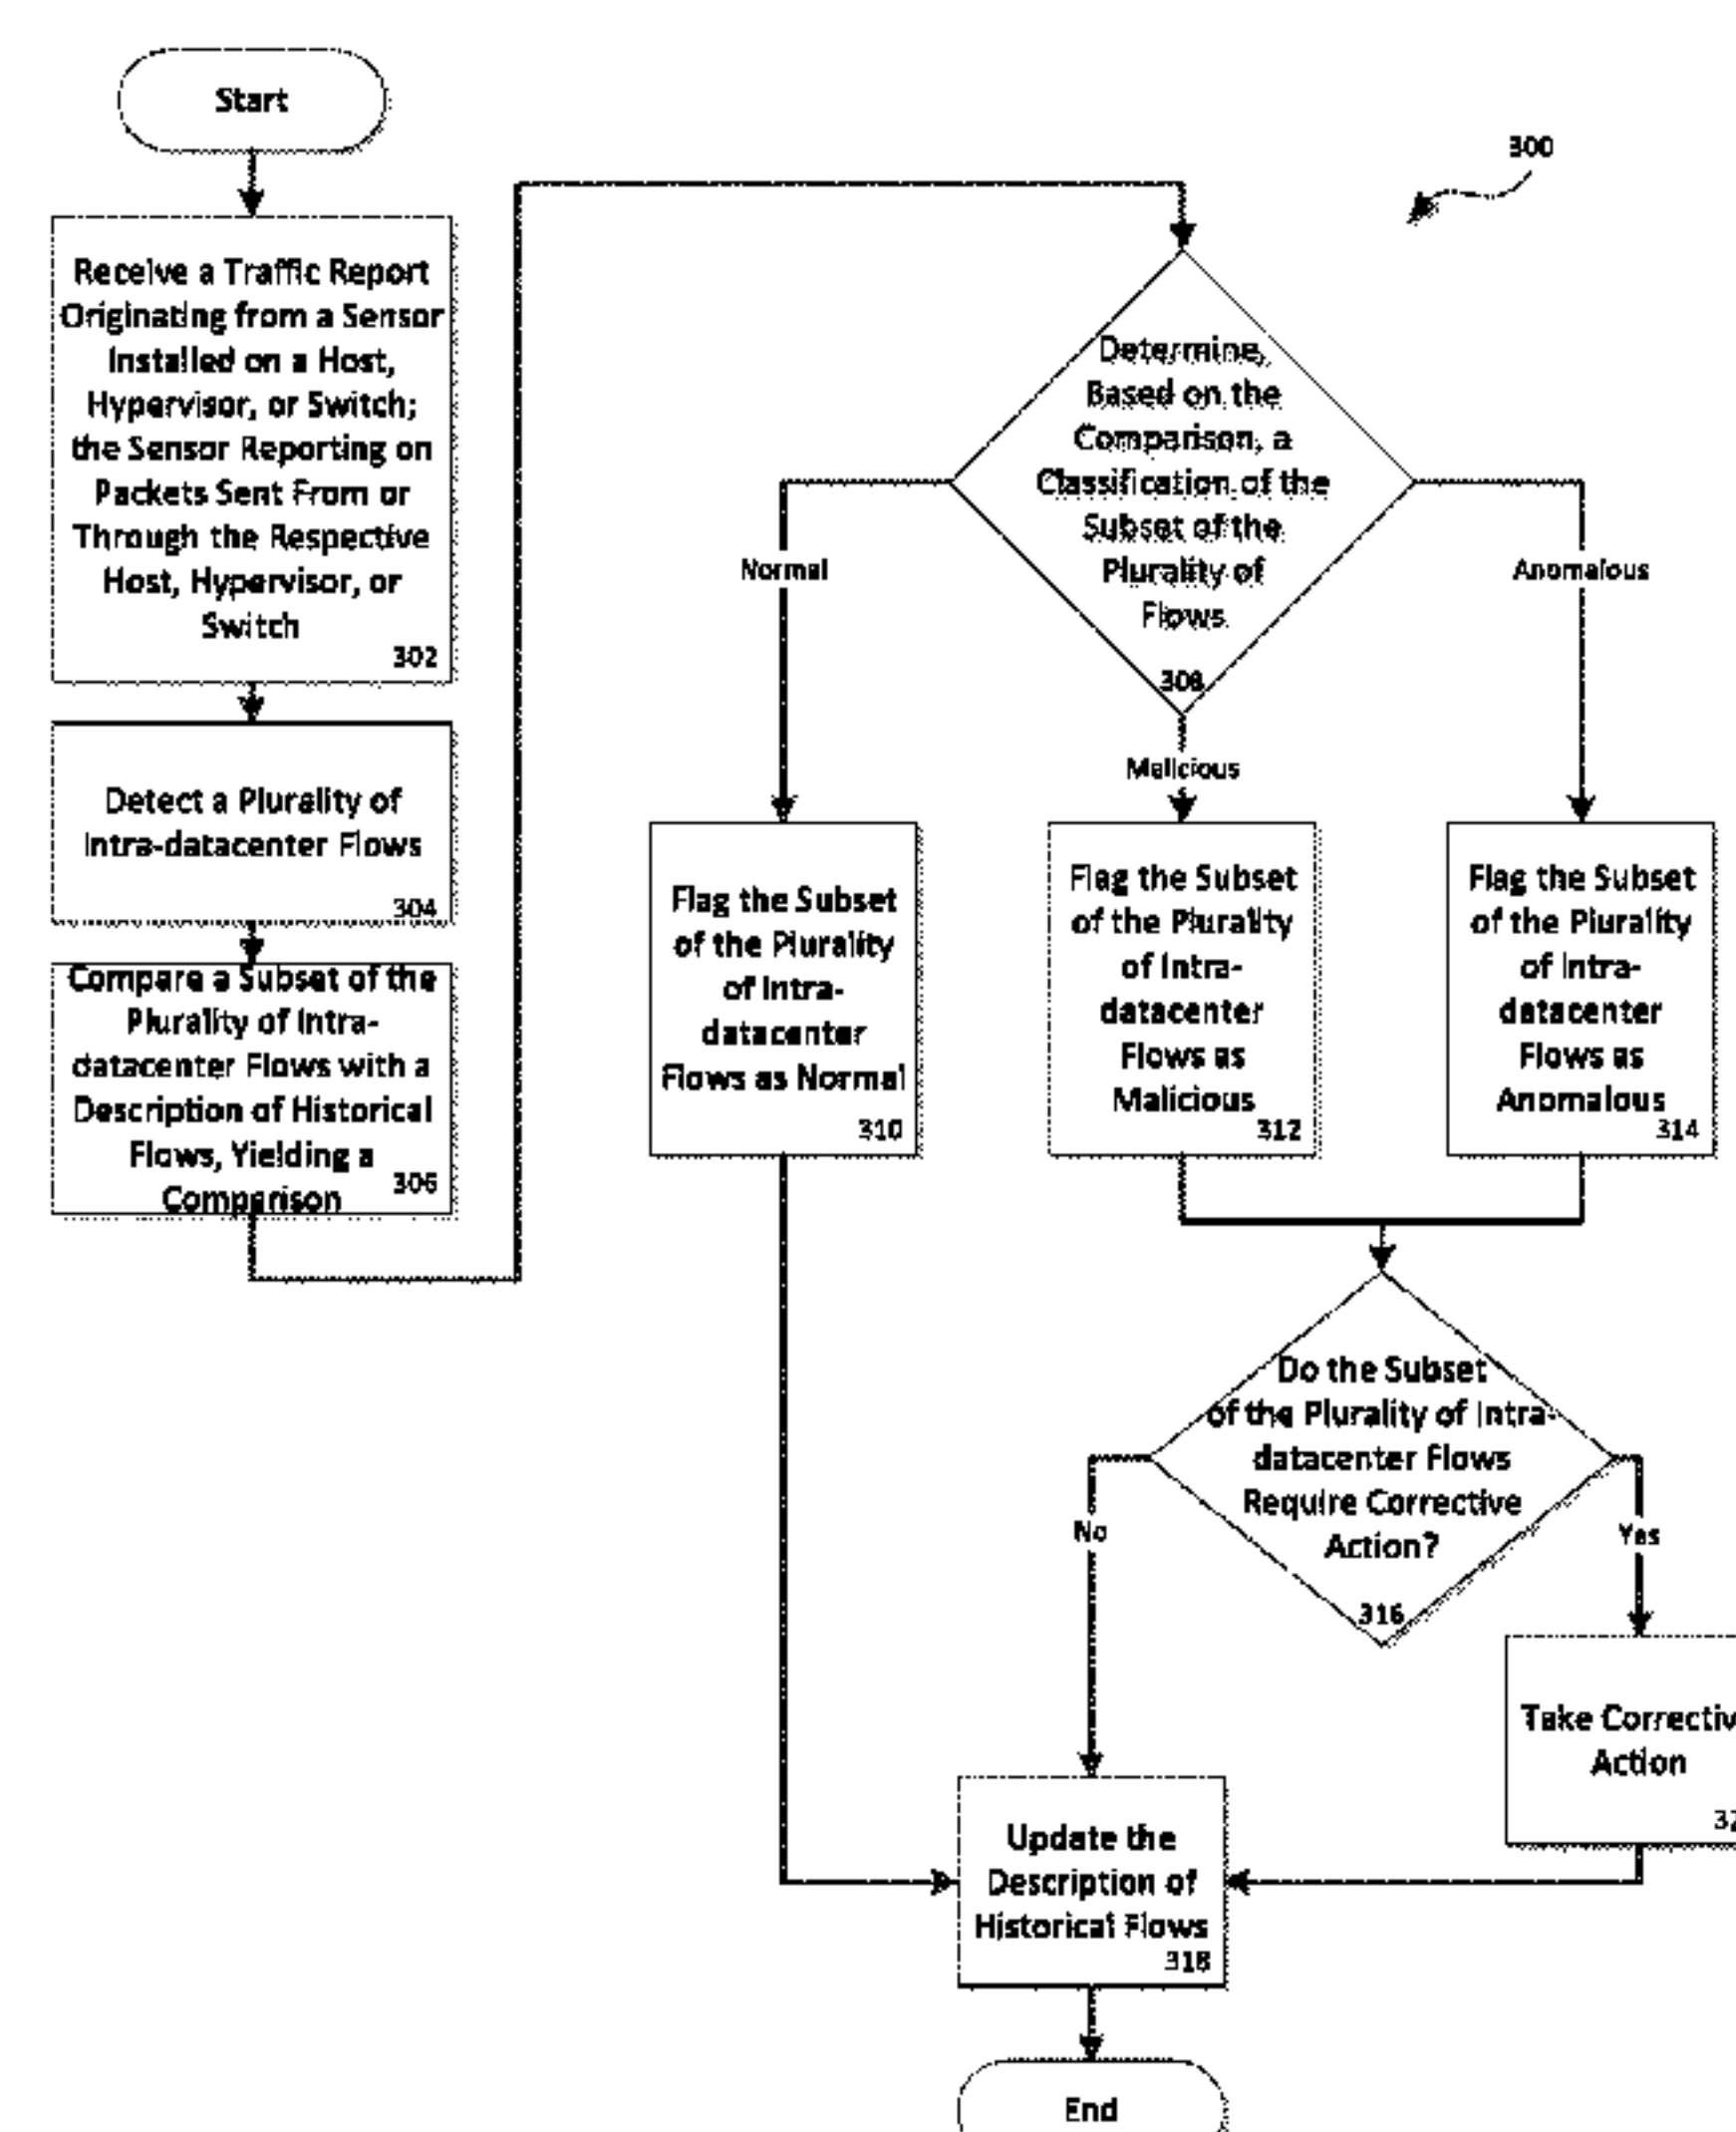 Start
Receive a Traffic Report
Originating from a Sensor
Installed on a Host,
Hypervisor, or Switch;
the Sensor Reporting on
Packets Sent From or
Through the Respective
Host, Hypervisor, or
Switch
302
Detect a Plurality of
Intra-datacenter Flows
304
Compare a Subset of the
Plurality of Intra-
datacenter Flows with a
Description of Historical
Flows, Yielding a
Comparison
306
300
Determine,
Based on the
Comparison, a
Classification of the
Subset of the
Plurality of
Flows
308
Normal
Malicious
Anomalous
Flag the Subset
of the Plurality
of Intra-
datacenter
Flows as Normal
310
Flag the Subset
of the Plurality
of Intra-
datacenter
Flows as
Malicious
312
Flag the Subset
of the Plurality
of Intra-
datacenter
Flows as
Anomalous
314
Do the Subset
of the Plurality of Intra-
datacenter Flows
Require Corrective
Action?
316
No
Yes
Take Correctiv
Action
32
Update the
Description of
Historical Flows
318
End